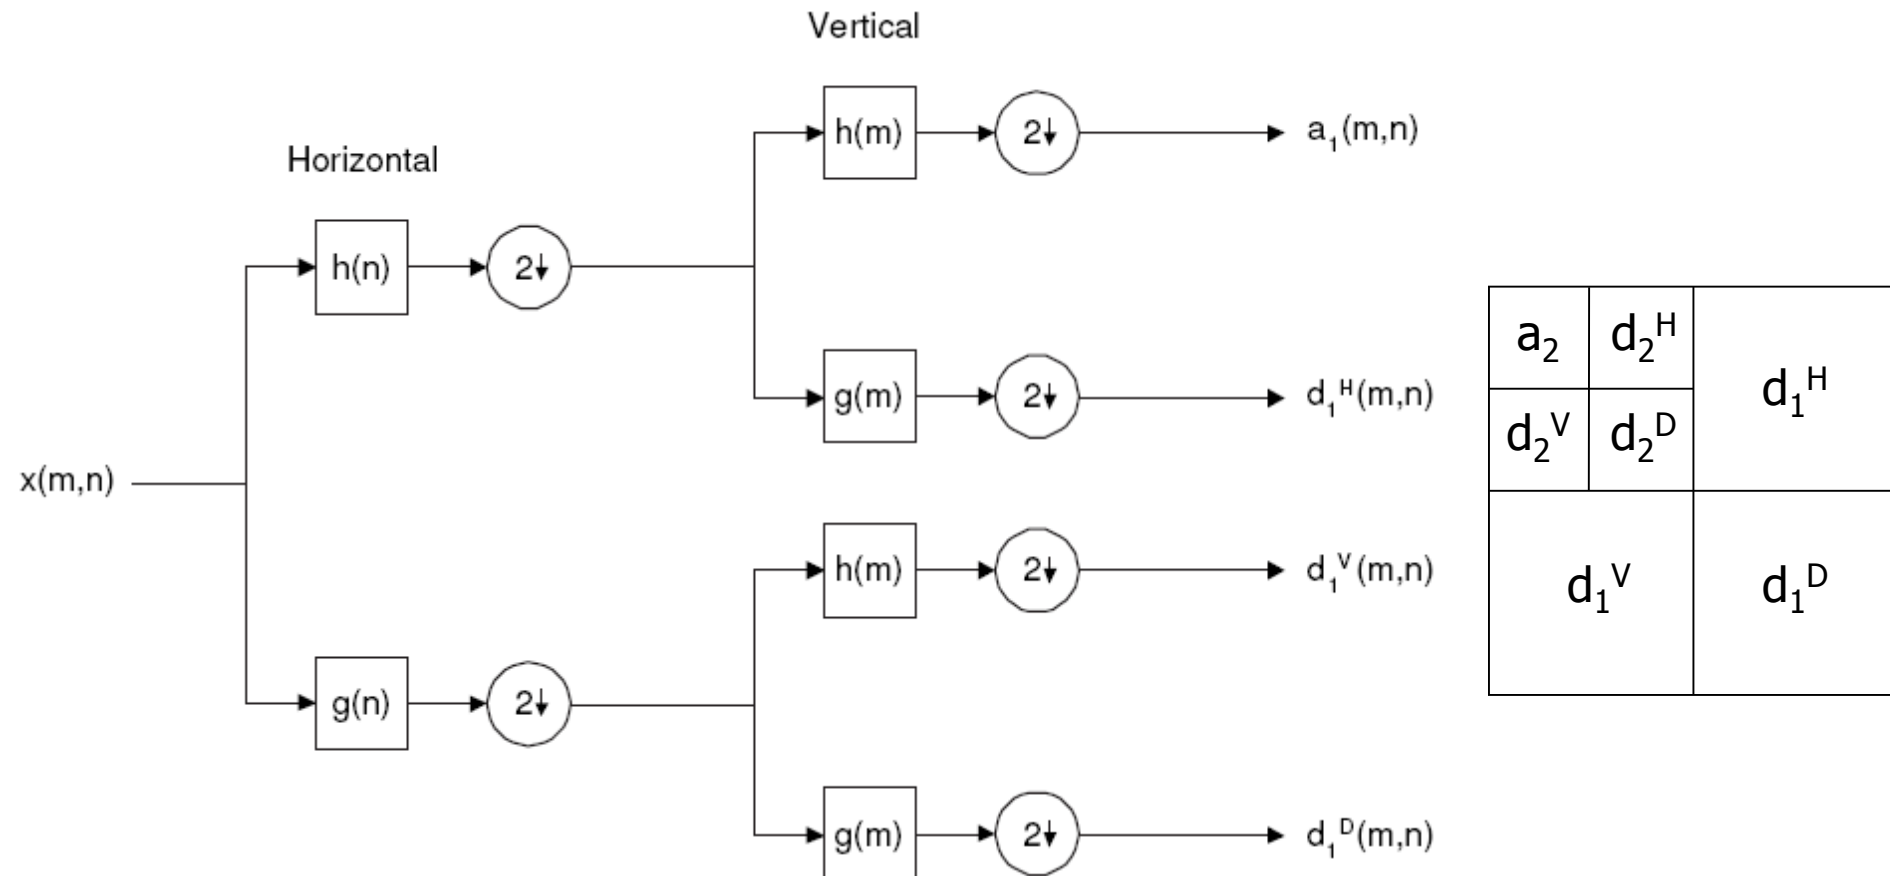 Vertical
h(m) 2↓ a₁(m,n)
Horizontal
h(n) 2↓
g(m) 2↓ d₁ᴴ(m,n)
x(m,n)
h(m) 2↓ d₁ⱽ(m,n)
g(n) 2↓
g(m) 2↓ d₁ᴰ(m,n)
a₂ d₂ᴴ
d₁ᴴ
d₂ⱽ d₂ᴰ
d₁ⱽ d₁ᴰ